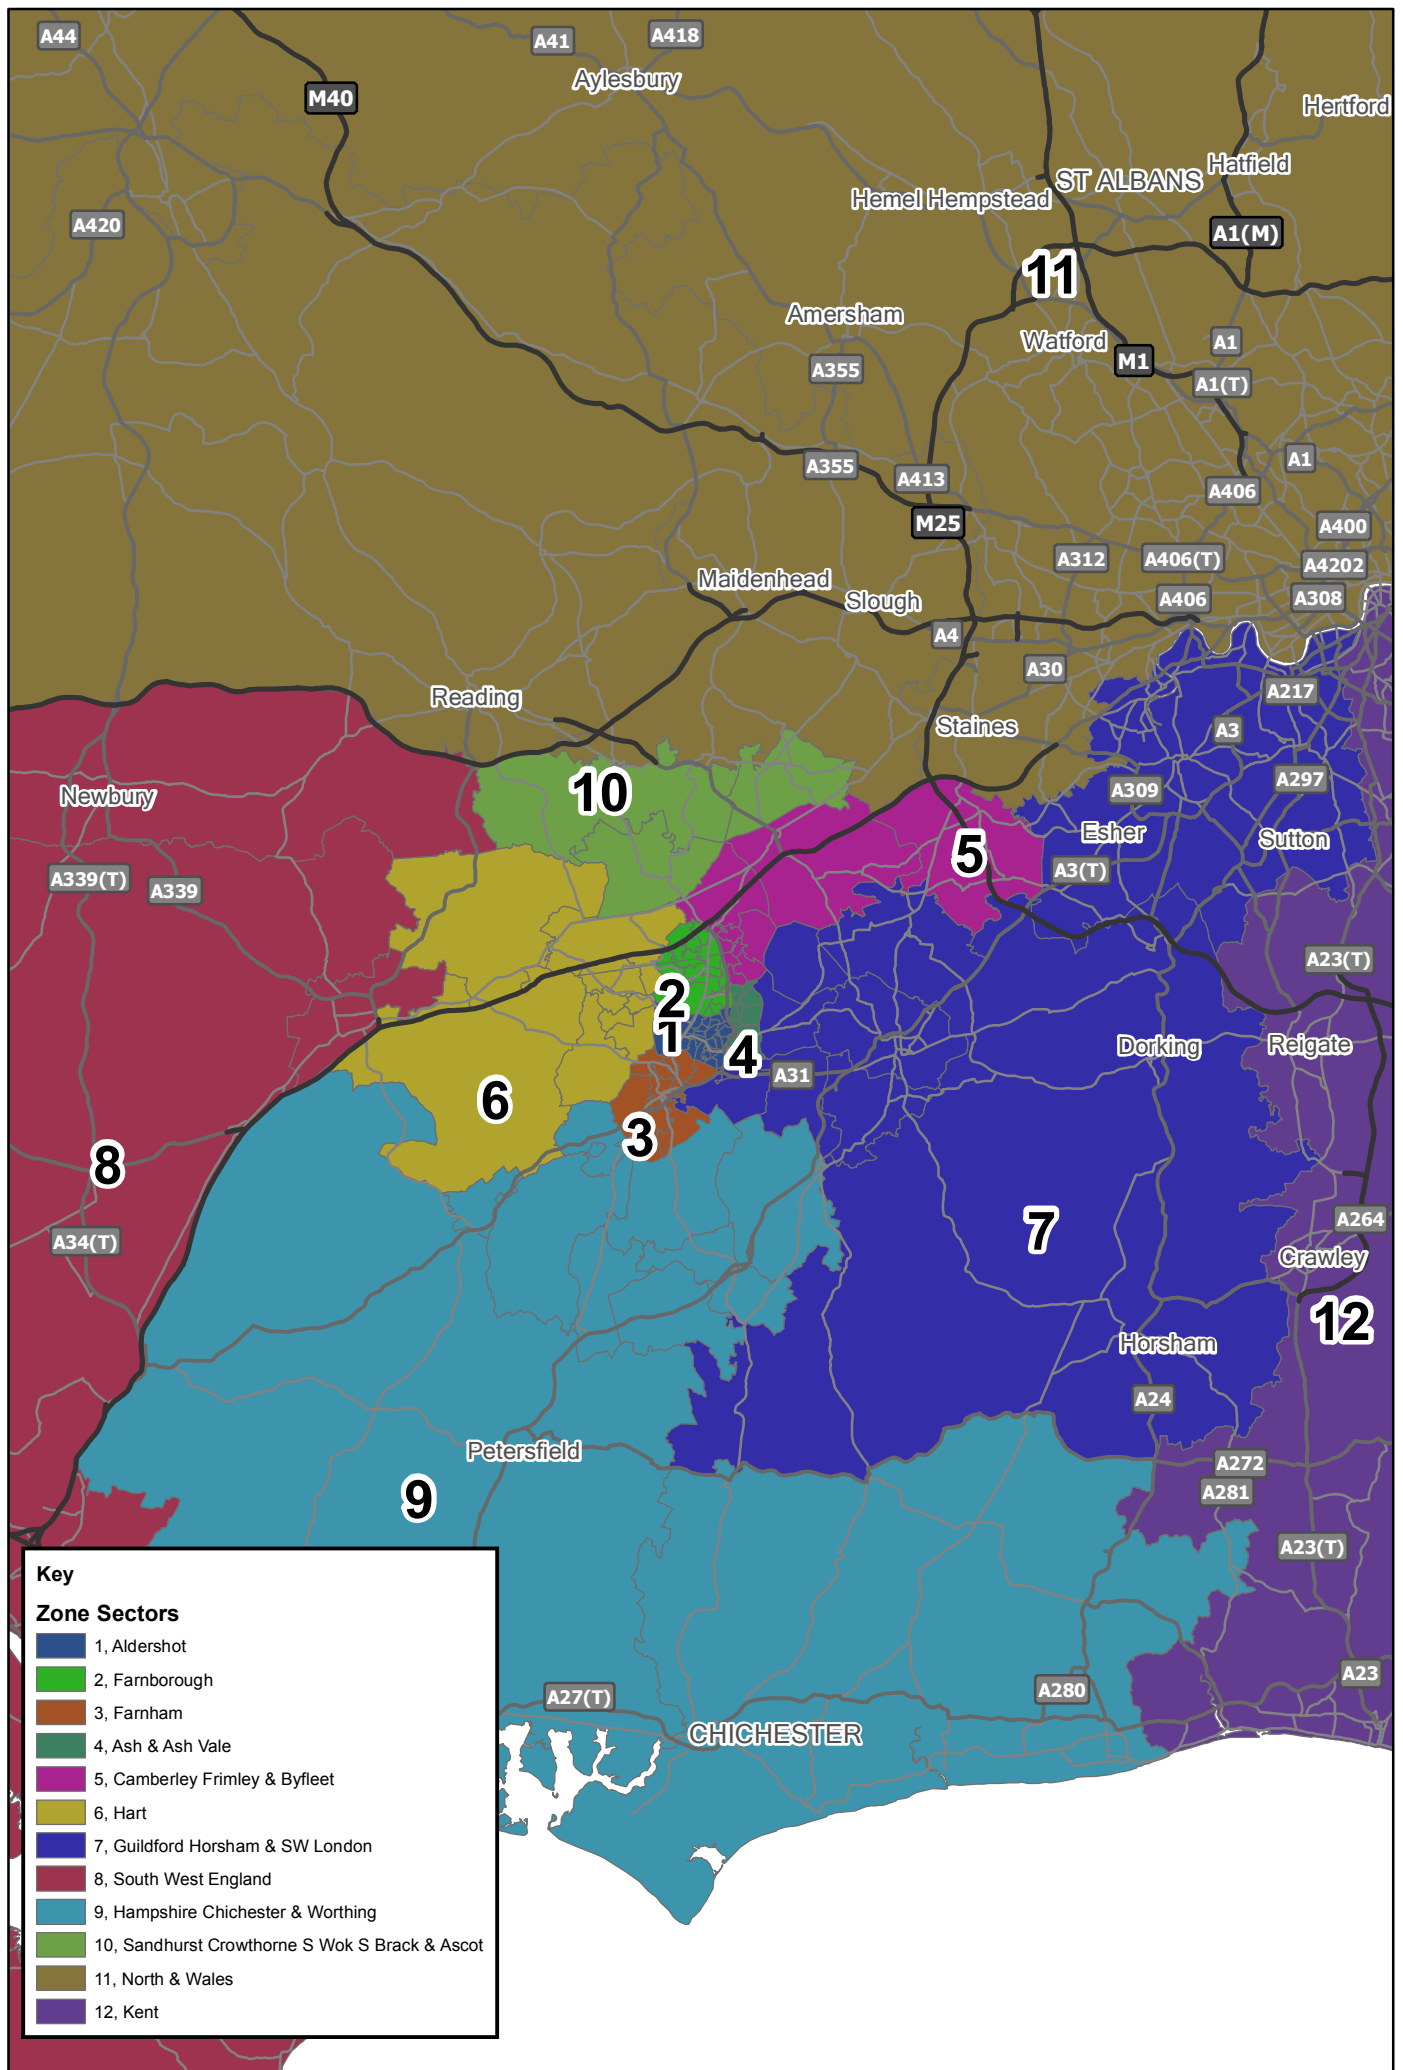 A44
A41
A418
Aylesbury
M40
Hertford
Hatfield
ST ALBANS
Hemel Hempstead
A420
A1(M)
11
Amersham
Watford
A1
M1
A355
A1(T)
A355
A413
A1
A406
M25
A400
A312
A406(T)
A4202
Maidenhead
Slough
A406
A308
A4
A30
Reading
A217
Staines
A3
Newbury
10
A309
A297
Esher
Sutton
5
A3(T)
A339(T)
A339
A23(T)
2
1
4
Dorking
Reigate
A31
6
3
8
7
A264
A34(T)
Crawley
12
Horsham
A24
Petersfield
A272
A281
9
A23(T)
Key
Zone Sectors
1, Aldershot
2, Farnborough
3, Farnham
4, Ash & Ash Vale
5, Camberley Frimley & Byfleet
6, Hart
7, Guildford Horsham & SW London
8, South West England
9, Hampshire Chichester & Worthing
10, Sandhurst Crowthorne S Wok S Brack & Ascot
11, North & Wales
12, Kent
A23
A280
A27(T)
CHICHESTER